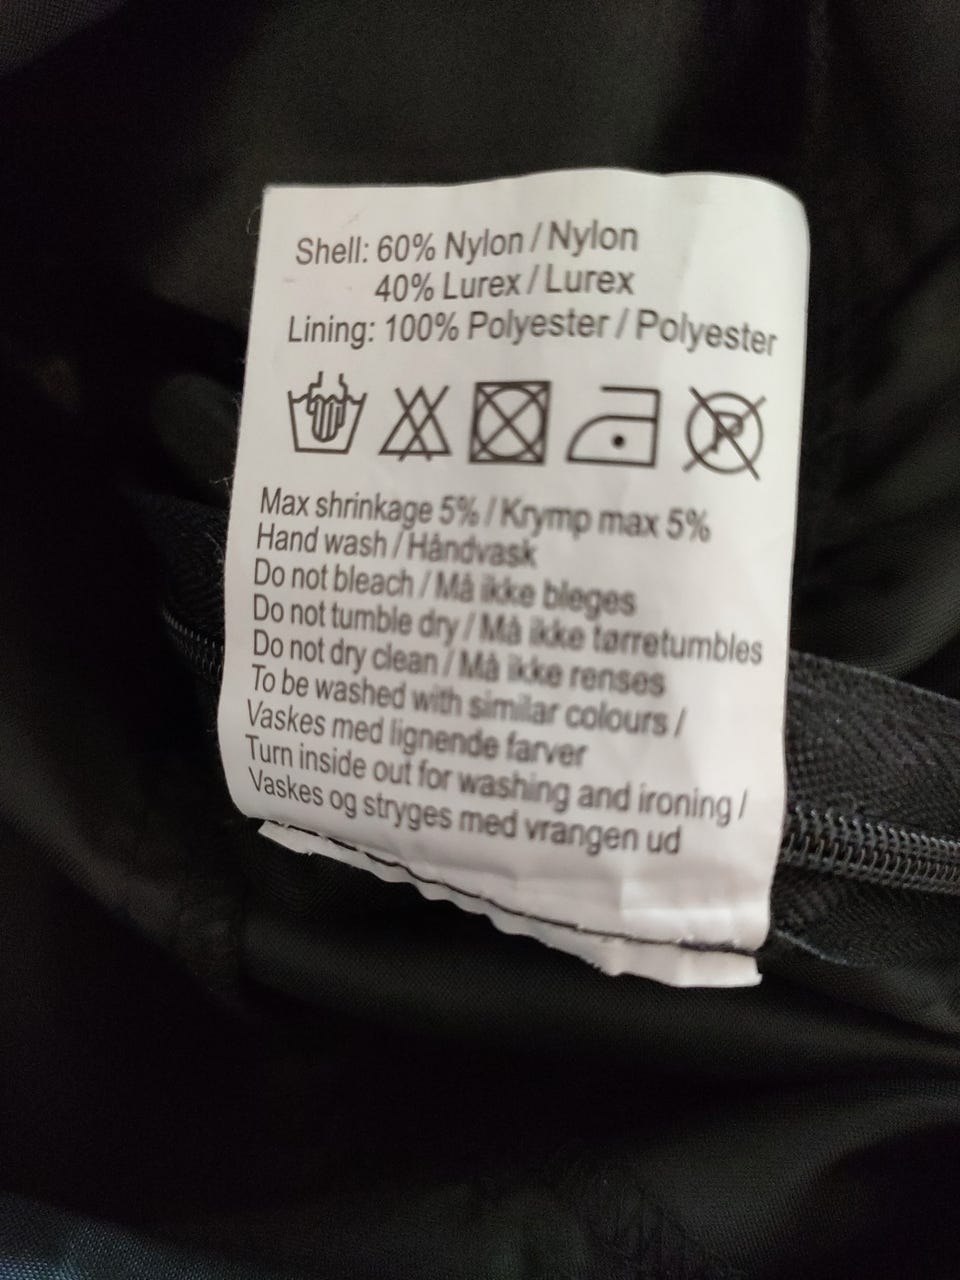 Shell: 60% Nylon / Nylon
40% Lurex / Lurex
Lining: 100% Polyester / Polyester
P
Max shrinkage 5% / Krymp max 5%
Hand wash / Håndvask
Do not bleach / Må ikke bleges
Do not tumble dry / Må ikke tørretumbles
Do not dry clean / Må ikke renses
To be washed with similar colours /
Vaskes med lignende farver
Turn inside out for washing and ironing /
Vaskes og stryges med vrangen ud